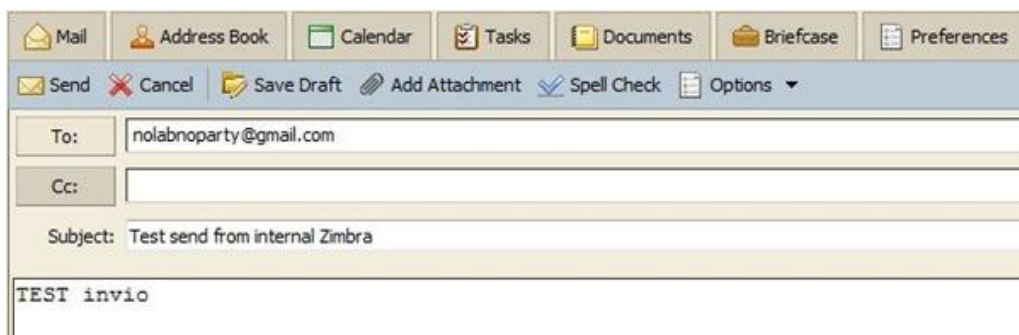 Mail Address Book Calendar Tasks Documents Briefcase Preferences
Send Cancel Save Draft Add Attachment Spell Check Options
To: nolabnoparty@gmail.com
Cc:
Subject: Test send from internal Zimbra
TEST invio